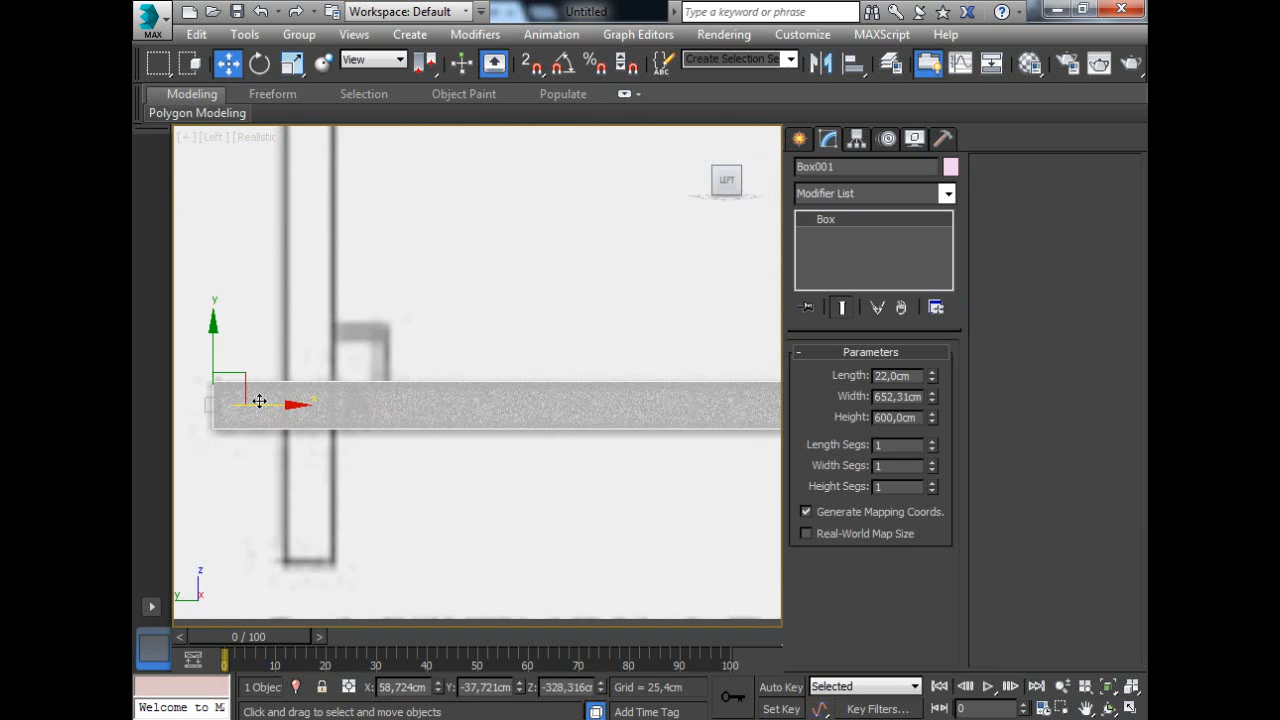 Workspace: Default
Untitled
Type a keyword or phrase
MAX
Edit
Tools
Group
Views
Create
Modifiers
Animation
Graph Editors
Rendering
Customize
MAXScript
Help
View
Create Selection Se
Modeling
Freeform
Selection
Object Paint
Populate
Polygon Modeling
[+] [Left] [Realistic
LEFT
y
x
z
y
x
Box001
Modifier List
Box
- Parameters
Length: 22,0cm
Width: 652,31cm
Height: 600,0cm
Length Segs: 1
Width Segs: 1
Height Segs: 1
Generate Mapping Coords.
Real-World Map Size
< 0 / 100 >
0 10 20 30 40 50 60 70 80 90 100
1 Objec
X: 58,724cm
Y: -37,721cm
Z: -328,316cm
Grid = 25,4cm
Auto Key
Selected
Welcome to MA
Click and drag to select and move objects
Add Time Tag
Set Key
Key Filters...
0